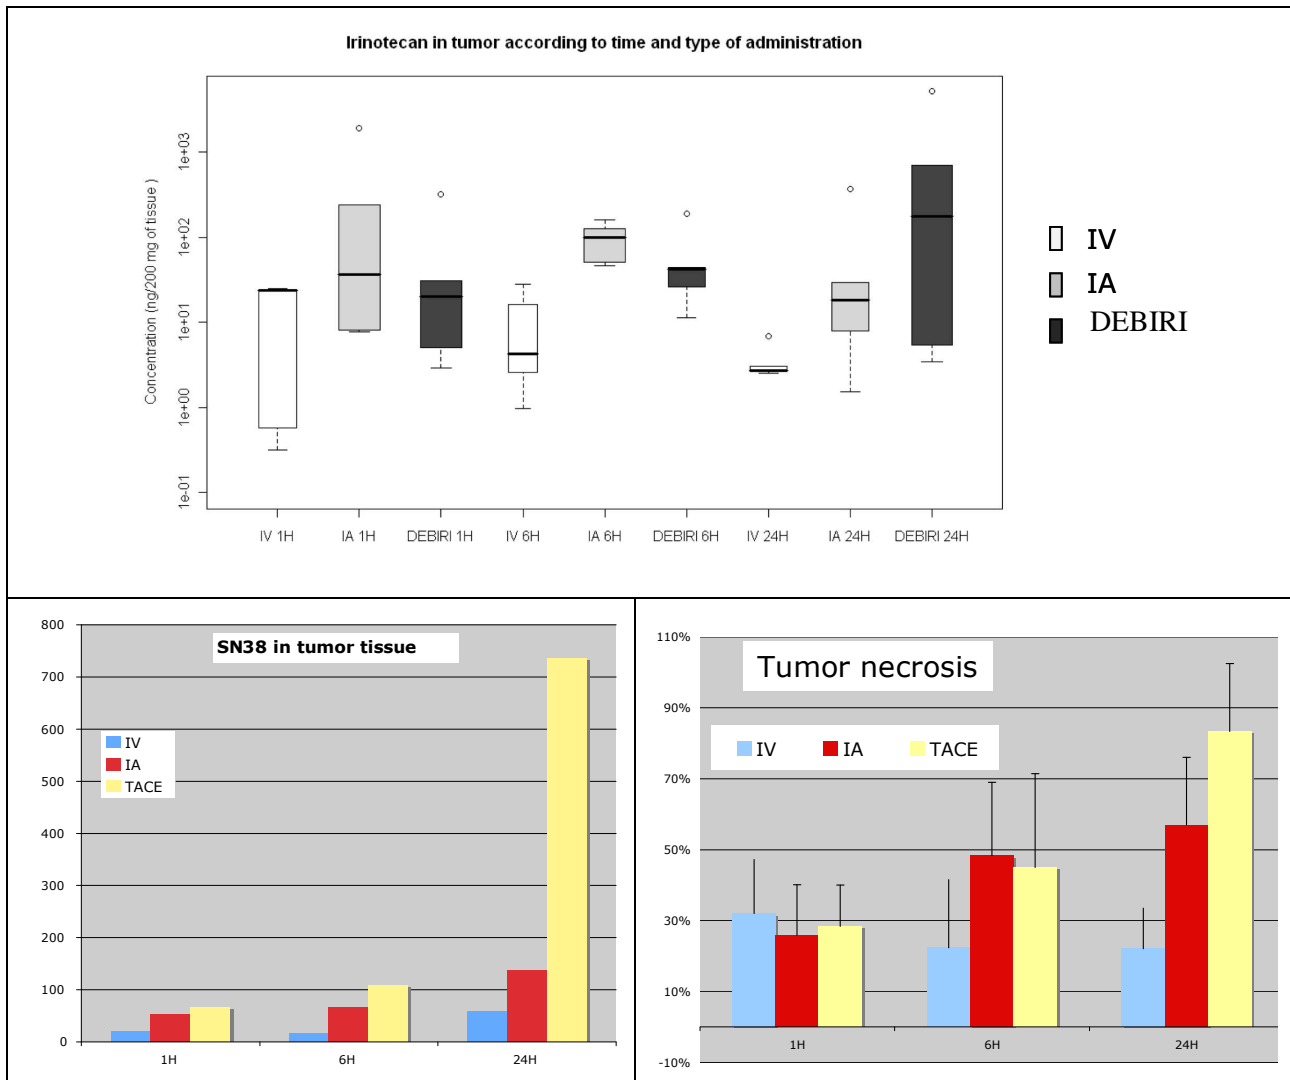 Irinotecan in tumor according to time and type of administration
Concentration (ng/200 mg of tissue )
1e+03
1e+02
1e+01
1e+00
1e-01
IV 1H IA 1H DEBIRI 1H IV 6H IA 6H DEBIRI 6H IV 24H IA 24H DEBIRI 24H
IV
IA
DEBIRI
SN38 in tumor tissue
800
700
600
500
400
300
200
100
0
IV
IA
TACE
1H 6H 24H
Tumor necrosis
110%
90%
70%
50%
30%
10%
-10%
IV IA TACE
1H 6H 24H